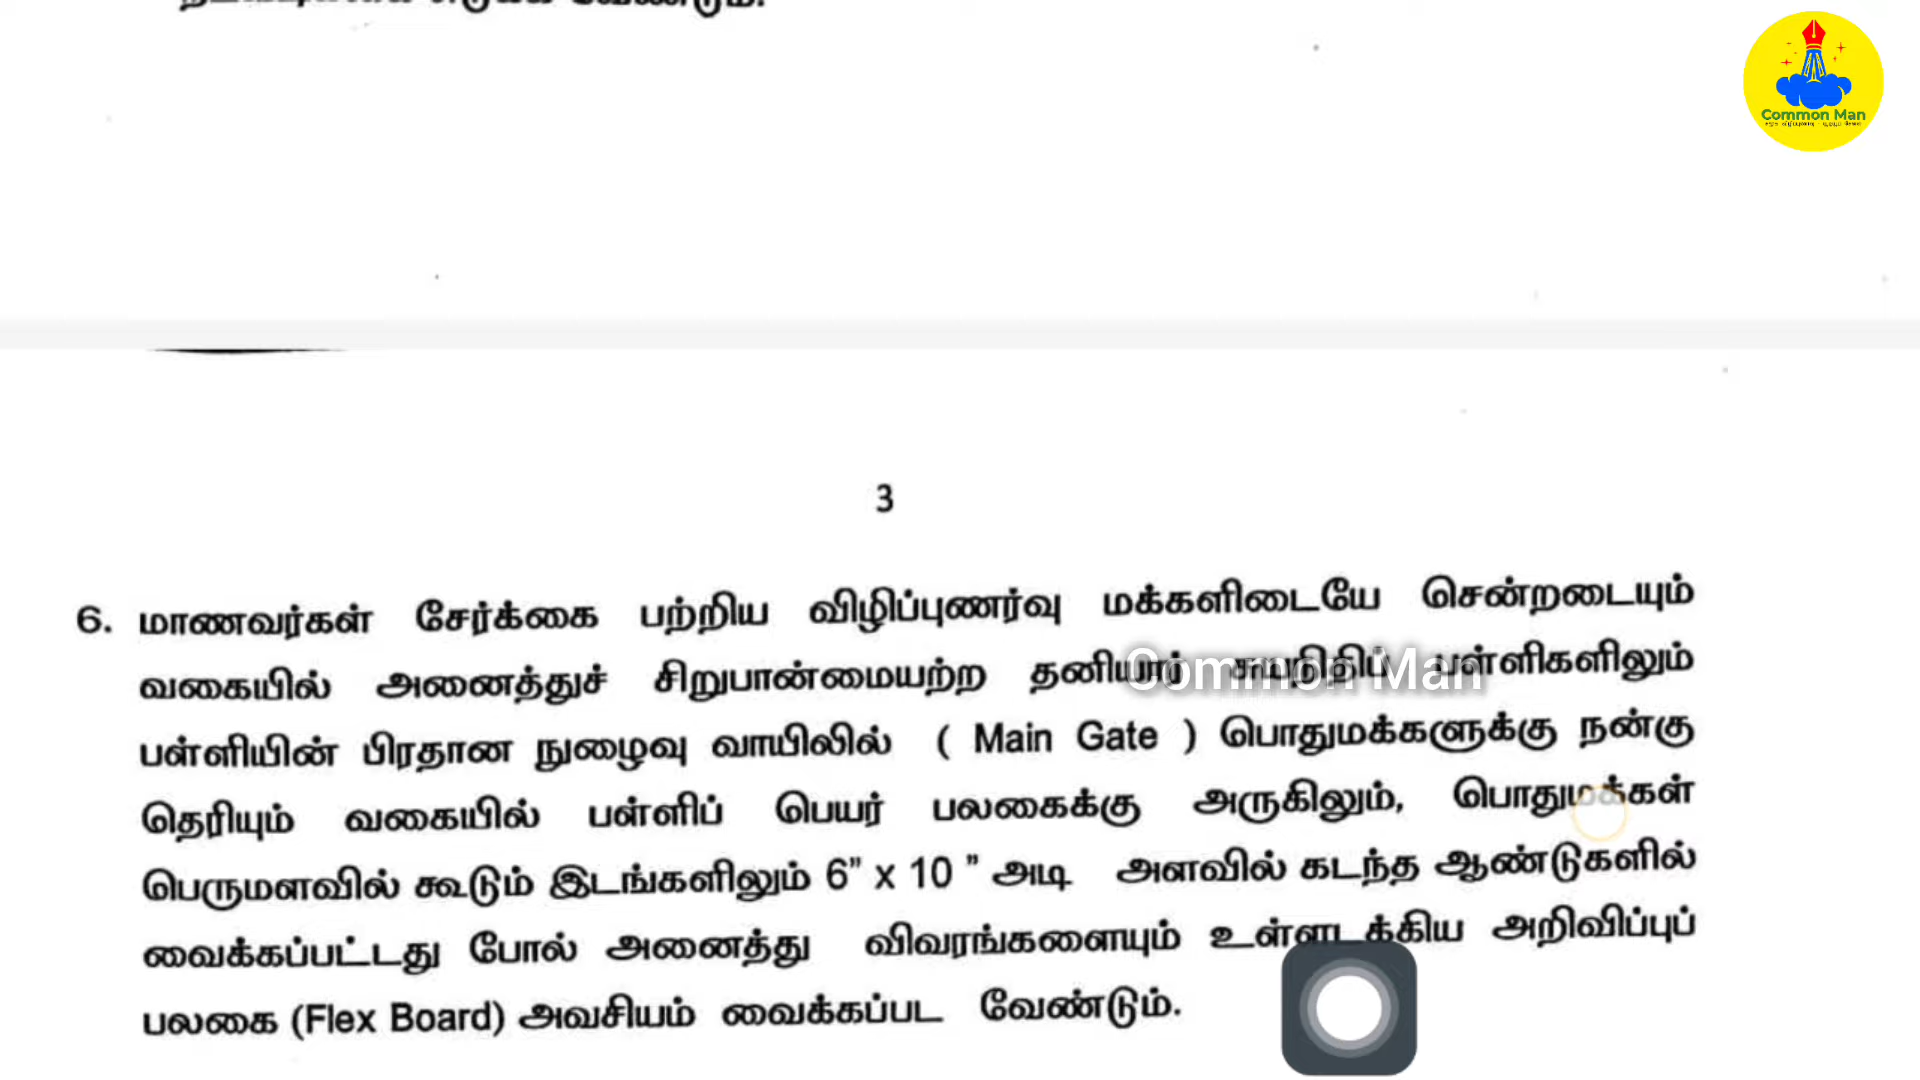 Common Man
3
6. மாணவர்கள் சேர்க்கை பற்றிய விழிப்புணர்வு மக்களிடையே சென்றடையும்
வகையில் அனைத்துச் சிறுபான்மையற்ற தனியார் சுயநிதிப் பள்ளிகளிலும்
Common Man
பள்ளியின் பிரதான நுழைவு வாயிலில் ( Main Gate ) பொதுமக்களுக்கு நன்கு
தெரியும் வகையில் பள்ளிப் பெயர் பலகைக்கு அருகிலும், பொதுமக்கள்
பெருமளவில் கூடும் இடங்களிலும் 6” x 10 ” அடி அளவில் கடந்த ஆண்டுகளில்
வைக்கப்பட்டது போல் அனைத்து விவரங்களையும் உள்ளடக்கிய அறிவிப்புப்
பலகை (Flex Board) அவசியம் வைக்கப்பட வேண்டும்.